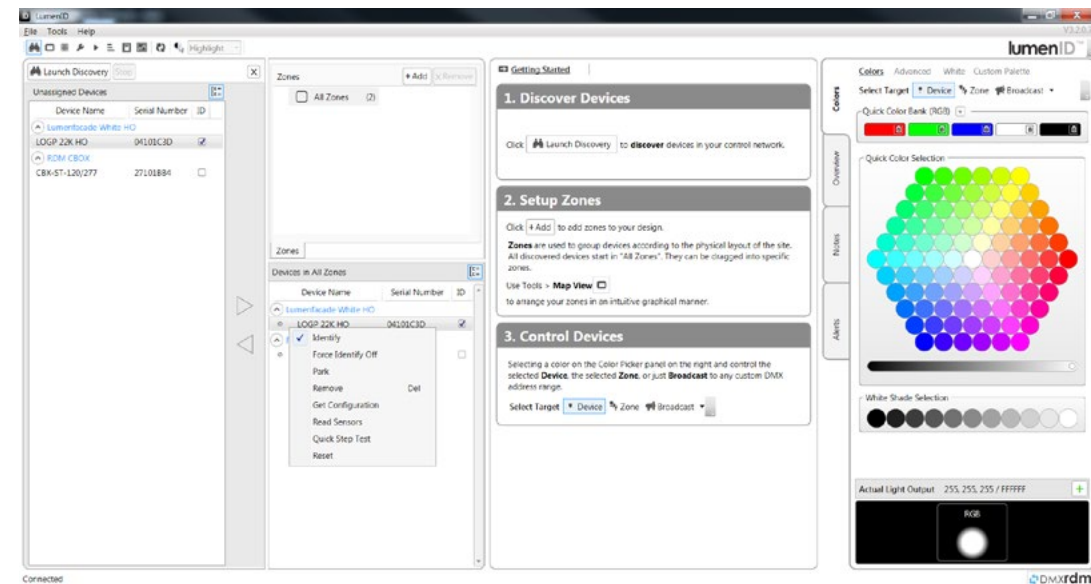 LumenID
File Tools Help
V3.2.0.
Highlight
lumenID™
Launch Discovery Stop
X
Unassigned Devices
Device Name Serial Number ID
Lumenfacade White HO
LOGP 22K HO 04101C3D
RDM CBOX
CBX-ST-120/277 27101BB4
Zones
+ Add x Remove
All Zones (2)
Zones
Devices in All Zones
Device Name Serial Number ID
Lumenfacade White HO
LOGP 22K HO 04101C3D
Identify
Force Identify Off
Park
Remove Del
Get Configuration
Read Sensors
Quick Step Test
Reset
Getting Started
1. Discover Devices
Click Launch Discovery to discover devices in your control network.
2. Setup Zones
Click + Add to add zones to your design.
Zones are used to group devices according to the physical layout of the site.
All discovered devices start in "All Zones". They can be dragged into specific
zones.
Use Tools > Map View
to arrange your zones in an intuitive graphical manner.
3. Control Devices
Selecting a color on the Color Picker panel on the right and control the
selected Device, the selected Zone, or just Broadcast to any custom DMX
address range.
Select Target Device Zone Broadcast
Colors
Overview
Notes
Alerts
Colors Advanced White Custom Palette
Select Target Device Zone Broadcast
Quick Color Bank (RGB)
Quick Color Selection
White Shade Selection
Actual Light Output 255, 255, 255 / FFFFFF
+
RGB
Connected
DMXrdm